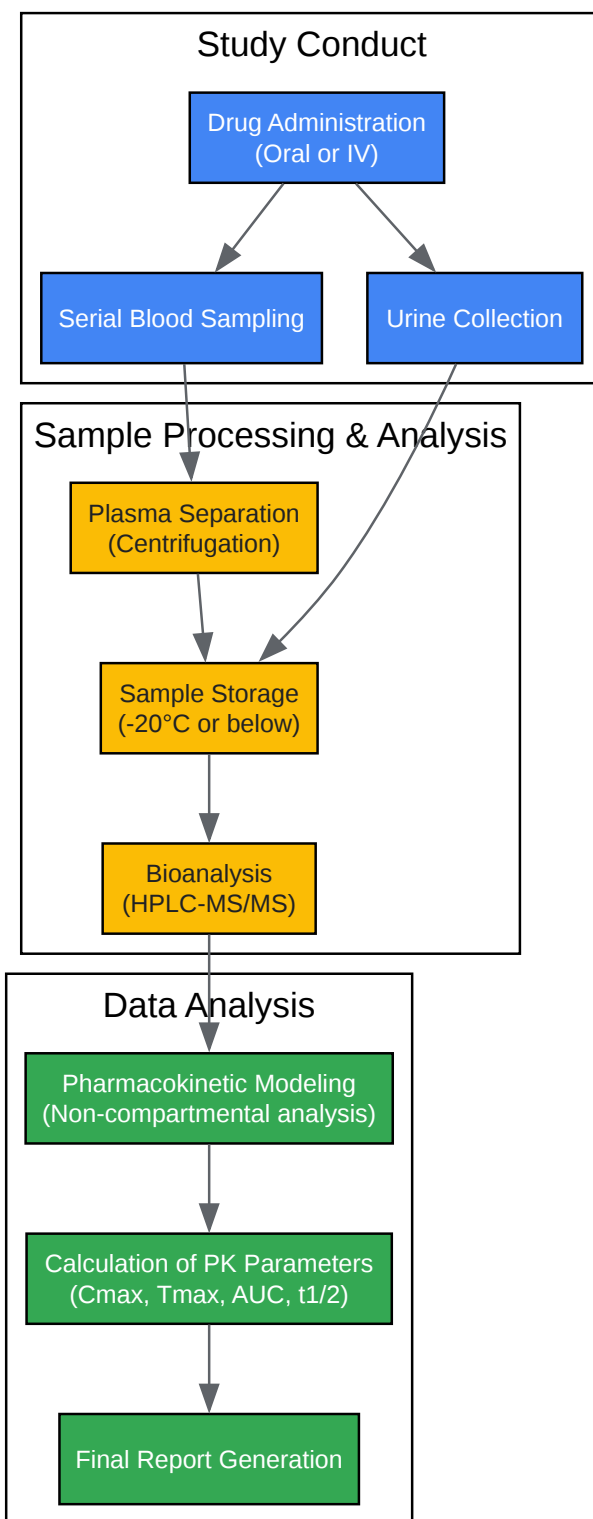 Study Conduct
Drug Administration
(Oral or IV)
Serial Blood Sampling
Urine Collection
Sample Processing & Analysis
Plasma Separation
(Centrifugation)
Sample Storage
(-20°C or below)
Bioanalysis
(HPLC-MS/MS)
Data Analysis
Pharmacokinetic Modeling
(Non-compartmental analysis)
Calculation of PK Parameters
(Cmax, Tmax, AUC, t1/2)
Final Report Generation